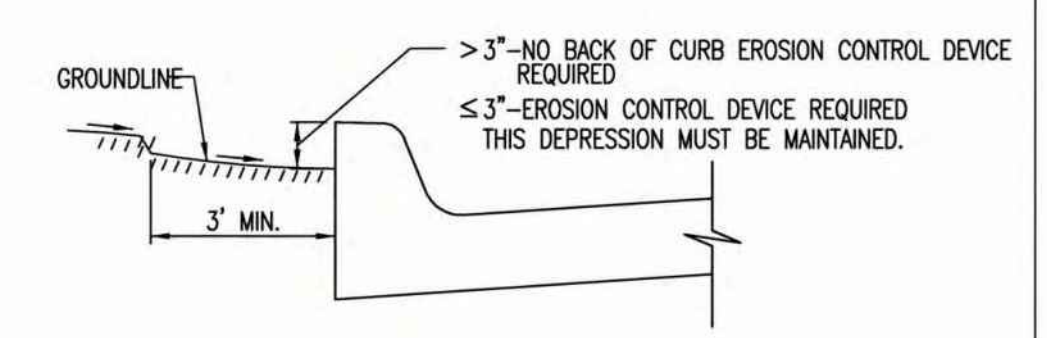 >3"-NO BACK OF CURB EROSION CONTROL DEVICE
REQUIRED
GROUNDLINE
≤3"-EROSION CONTROL DEVICE REQUIRED
THIS DEPRESSION MUST BE MAINTAINED.
3' MIN.